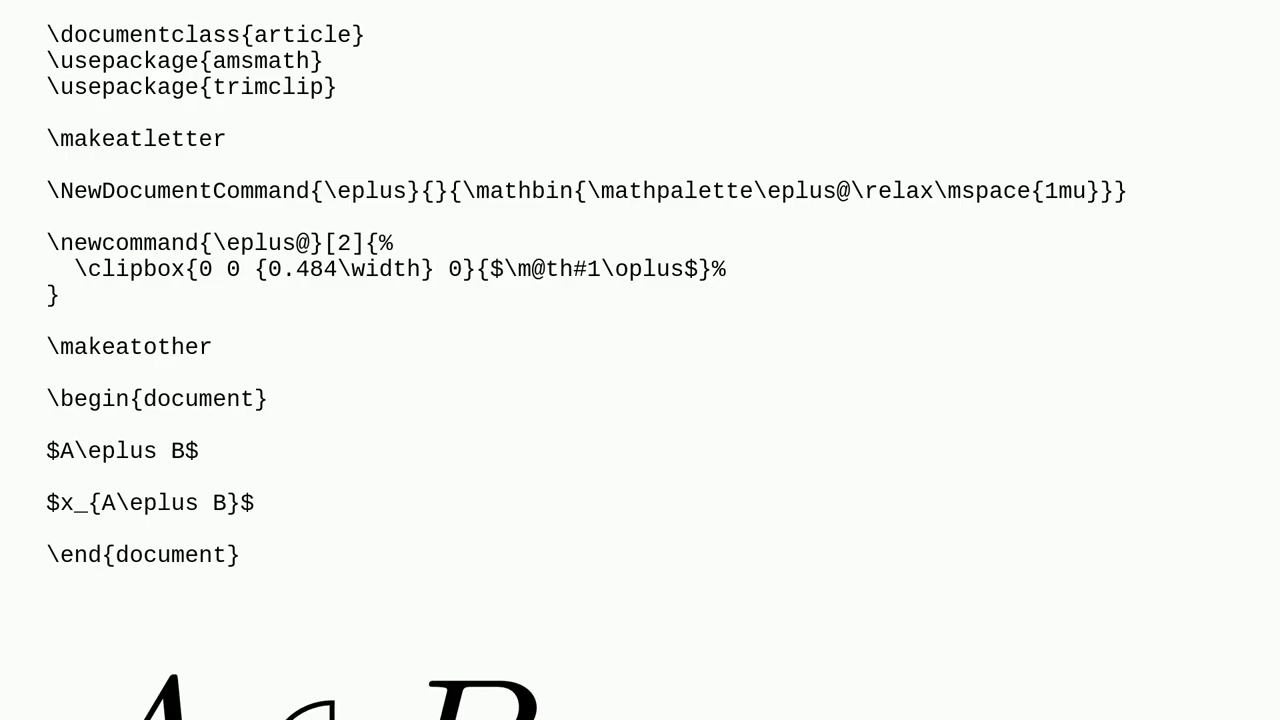 \documentclass{article}
\usepackage{amsmath}
\usepackage{trimclip}
\makeatletter
\NewDocumentCommand{\eplus}{}{\mathbin{\mathpalette\eplus@\relax\mspace{1mu}}}
\newcommand{\eplus@}[2]{%
  \clipbox{0 0 {0.484\width} 0}{$\m@th#1\oplus$}%
}
\makeatother
\begin{document}
$A\eplus B$
$x_{A\eplus B}$
\end{document}